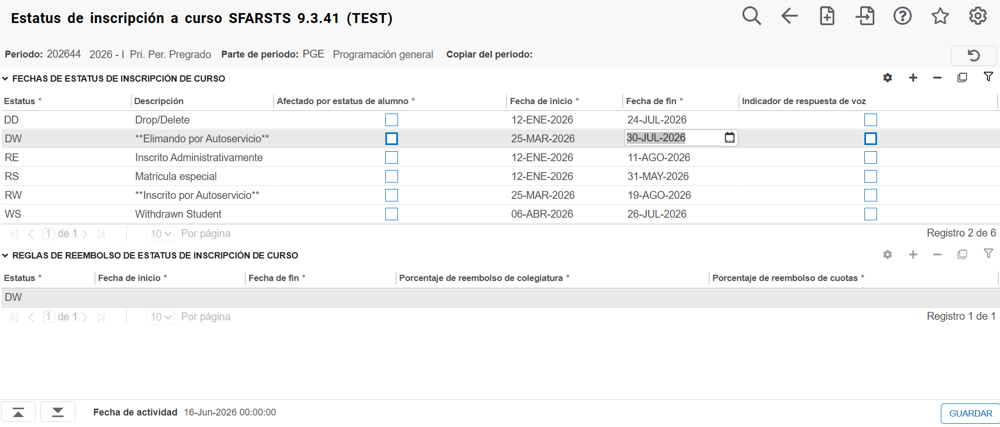 Estatus de inscripción a curso SFARSTS 9.3.41 (TEST)
Periodo: 202644 2026 - I Pri. Per. Pregrado Parte de periodo: PGE Programación general Copiar del periodo:
FECHAS DE ESTATUS DE INSCRIPCIÓN DE CURSO
Estatus * Descripción Afectado por estatus de alumno * Fecha de inicio * Fecha de fin * Indicador de respuesta de voz
DD Drop/Delete 12-ENE-2026 24-JUL-2026
DW **Elimando por Autoservicio** 25-MAR-2026 30-JUL-2026
RE Inscrito Administrativamente 12-ENE-2026 11-AGO-2026
RS Matricula especial 12-ENE-2026 31-MAY-2026
RW **Inscrito por Autoservicio** 25-MAR-2026 19-AGO-2026
WS Withdrawn Student 06-ABR-2026 26-JUL-2026
1 de 1 10 Por página Registro 2 de 6
REGLAS DE REEMBOLSO DE ESTATUS DE INSCRIPCIÓN DE CURSO
Estatus * Fecha de inicio * Fecha de fin * Porcentaje de reembolso de colegiatura * Porcentaje de reembolso de cuotas *
DW
1 de 1 10 Por página Registro 1 de 1
Fecha de actividad 16-Jun-2026 00:00:00
GUARDAR